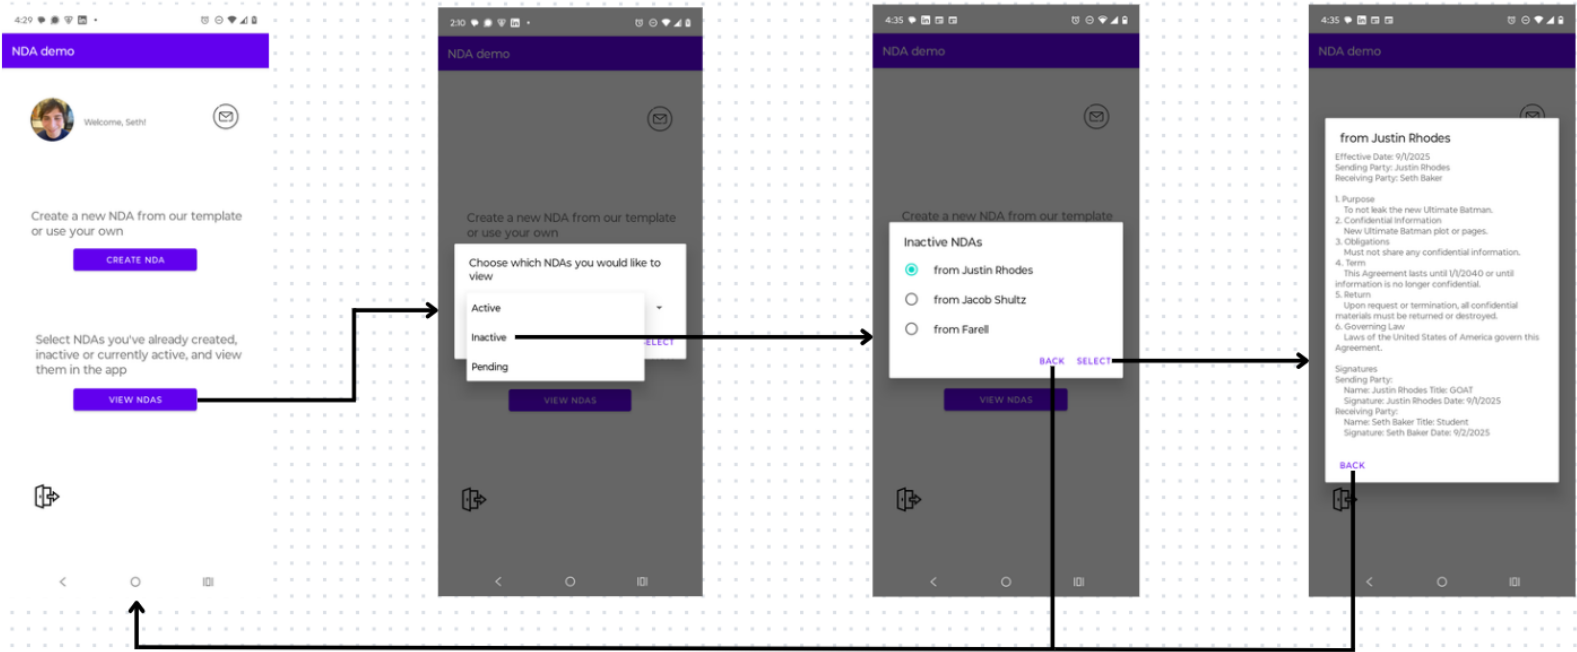 4:29
NDA demo
Welcome, Seth!
Create a new NDA from our template
or use your own
CREATE NDA
Select NDAs you've already created,
inactive or currently active, and view
them in the app
VIEW NDAS
2:10
NDA demo
Create a new NDA from our template
or use your own
Choose which NDAs you would like to
view
Active
Inactive
ELECT
Pending
VIEW NDAS
4:35
NDA demo
Create a new NDA from our template
Inactive NDAs
from Justin Rhodes
from Jacob Shultz
from Farell
BACK SELECT
VIEW NDAS
4:35
NDA demo
from Justin Rhodes
Effective Date: 9/1/2025
Sending Party: Justin Rhodes
Receiving Party: Seth Baker
1. Purpose
To not leak the new Ultimate Batman.
2. Confidential Information
New Ultimate Batman plot or pages.
3. Obligations
Must not share any confidential information.
4. Term
This Agreement lasts until 1/1/2040 or until
information is no longer confidential.
5. Return
Upon request or termination, all confidential
materials must be returned or destroyed.
6. Governing Law
Laws of the United States of America govern this
Agreement.
Signatures
Sending Party:
Name: Justin Rhodes Title: GOAT
Signature: Justin Rhodes Date: 9/1/2025
Receiving Party:
Name: Seth Baker Title: Student
Signature: Seth Baker Date: 9/2/2025
BACK